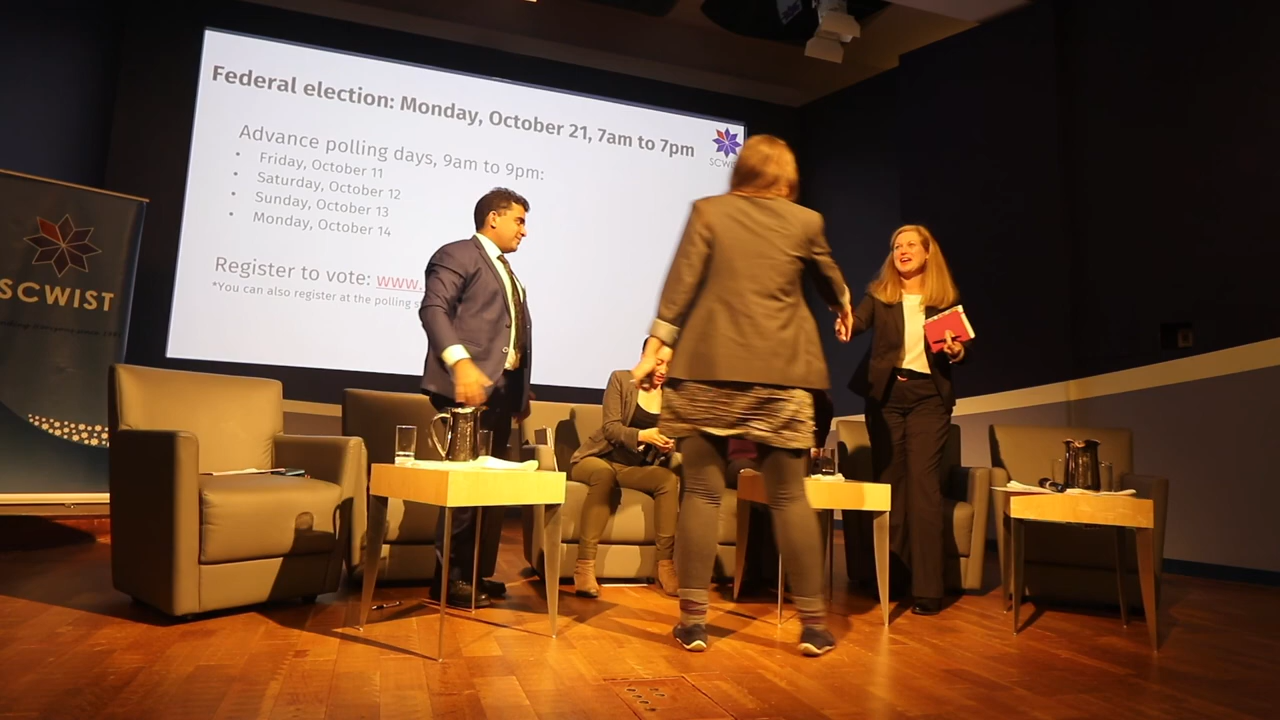 Federal election: Monday, October 21, 7am to 7pm
Advance polling days, 9am to 9pm:
• Friday, October 11
• Saturday, October 12
• Sunday, October 13
• Monday, October 14
Register to vote: www.
*You can also register at the polling
SCWIST